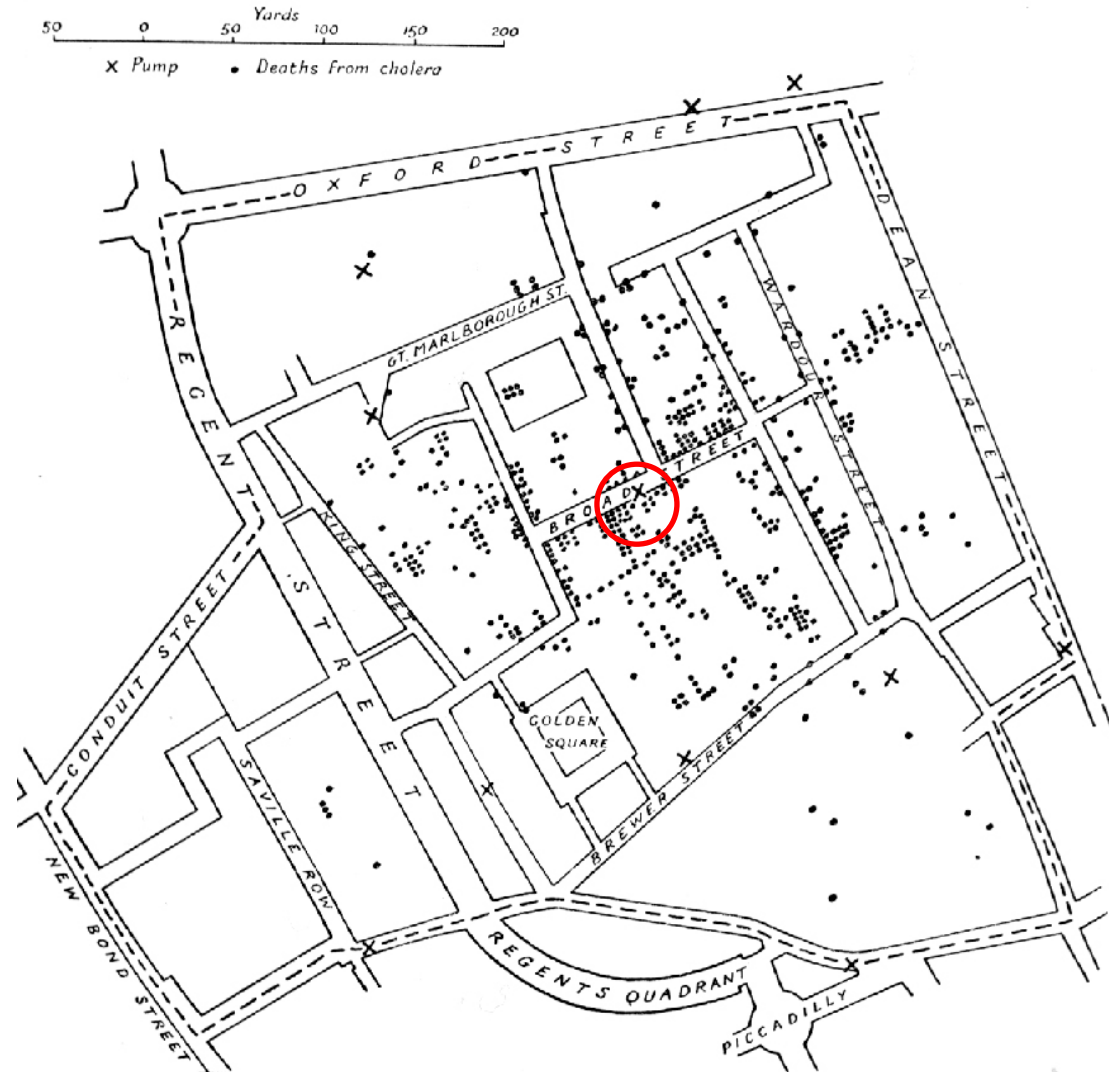 Yards
50 0 50 100 150 200
× Pump • Deaths from cholera
OXFORD STREET
REGENT STREET
DEAN STREET
WARDOUR STREET
GT. MARLBOROUGH ST.
BROAD STREET
KING STREET
CONDUIT STREET
GOLDEN
SQUARE
SAVILLE ROW
BREWER STREET
NEW BOND STREET
REGENTS QUADRANT
PICCADILLY